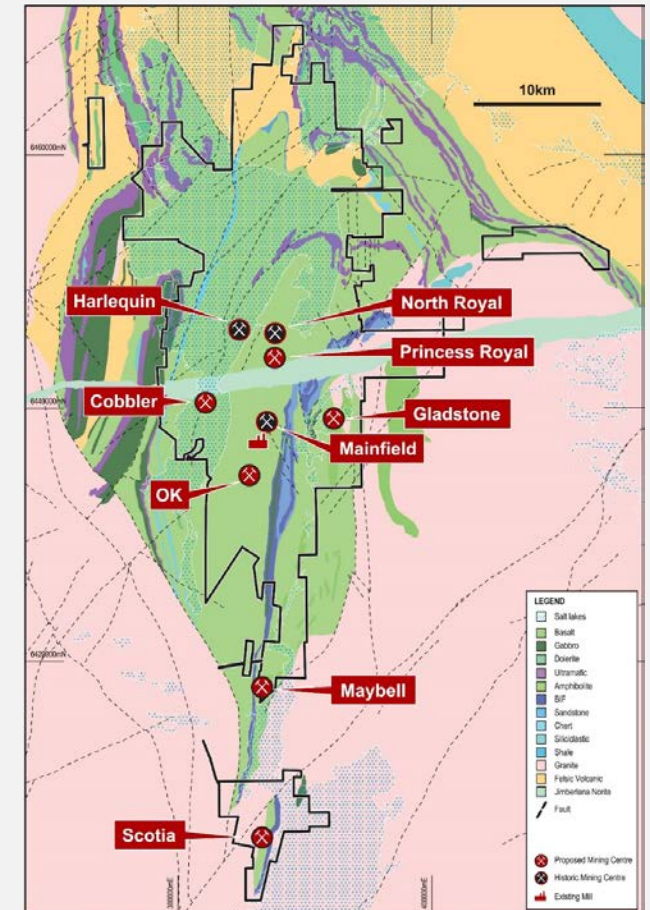 10km
6460000mN
Harlequin
North Royal
Princess Royal
Cobbler
6440000mN
Gladstone
Mainfield
OK
6420000mN
Maybell
Scotia
LEGEND
Salt lakes
Basalt
Gabbro
Dolerite
Ultramafic
Amphibolite
BIF
Sandstone
Chert
Siliciclastic
Shale
Granite
Felsic Volcanic
Jimberlana Norite
Fault
Proposed Mining Centre
Historic Mining Centre
Existing Mill